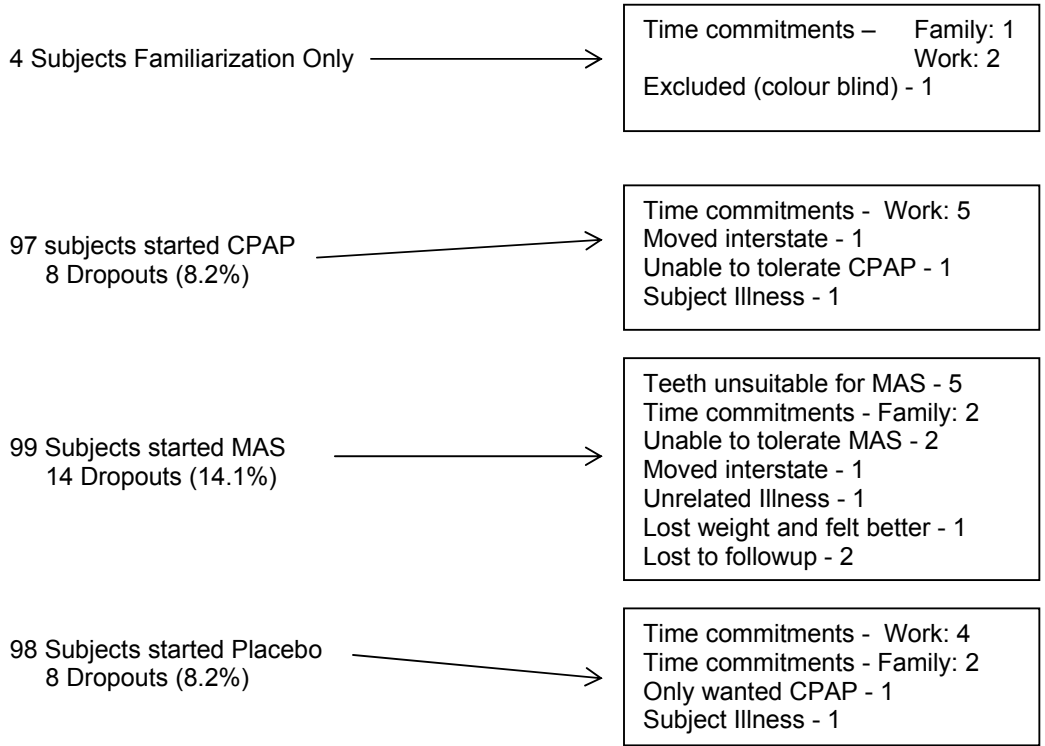 4 Subjects Familiarization Only
Time commitments – Family: 1
Work: 2
Excluded (colour blind) - 1
97 subjects started CPAP
8 Dropouts (8.2%)
Time commitments - Work: 5
Moved interstate - 1
Unable to tolerate CPAP - 1
Subject Illness - 1
99 Subjects started MAS
14 Dropouts (14.1%)
Teeth unsuitable for MAS - 5
Time commitments - Family: 2
Unable to tolerate MAS - 2
Moved interstate - 1
Unrelated Illness - 1
Lost weight and felt better - 1
Lost to followup - 2
98 Subjects started Placebo
8 Dropouts (8.2%)
Time commitments - Work: 4
Time commitments - Family: 2
Only wanted CPAP - 1
Subject Illness - 1